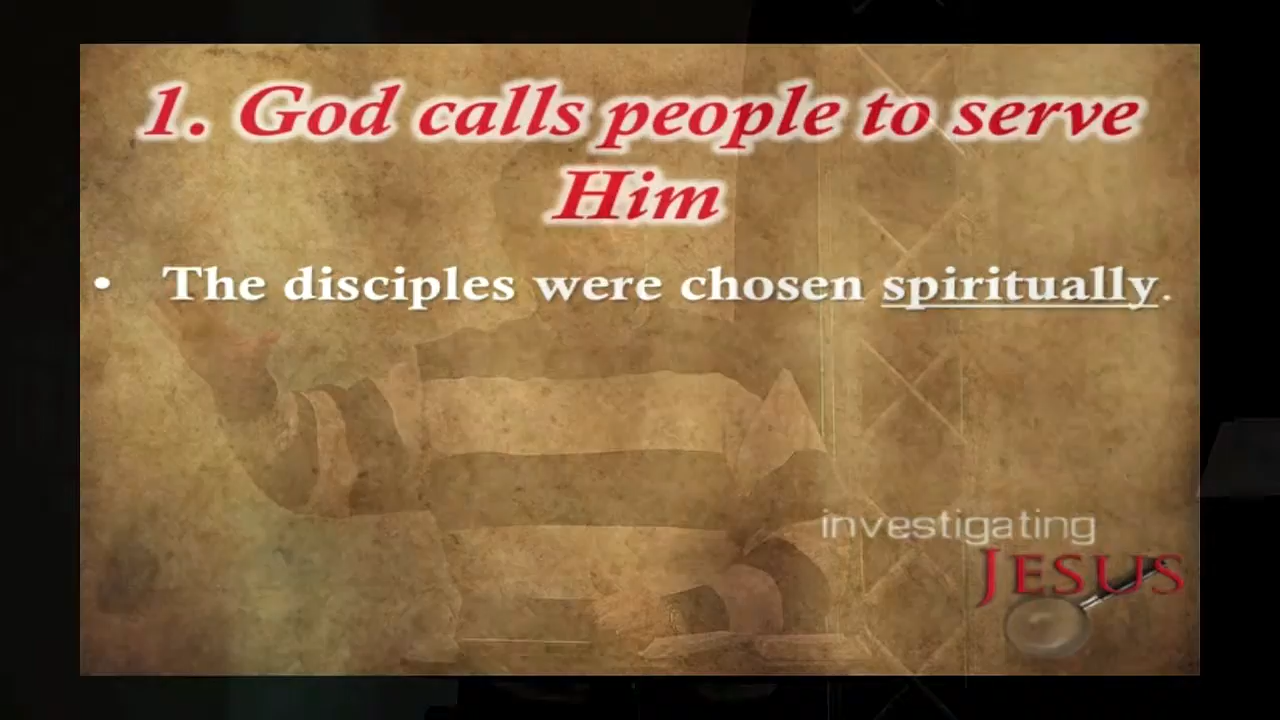 1. God calls people to serve
Him
• The disciples were chosen spiritually.
investigating
JESUS